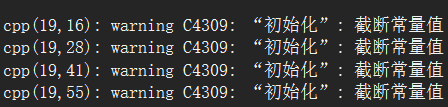 cpp(19,16): warning C4309: “初始化”: 截断常量值
cpp(19,28): warning C4309: “初始化”: 截断常量值
cpp(19,41): warning C4309: “初始化”: 截断常量值
cpp(19,55): warning C4309: “初始化”: 截断常量值